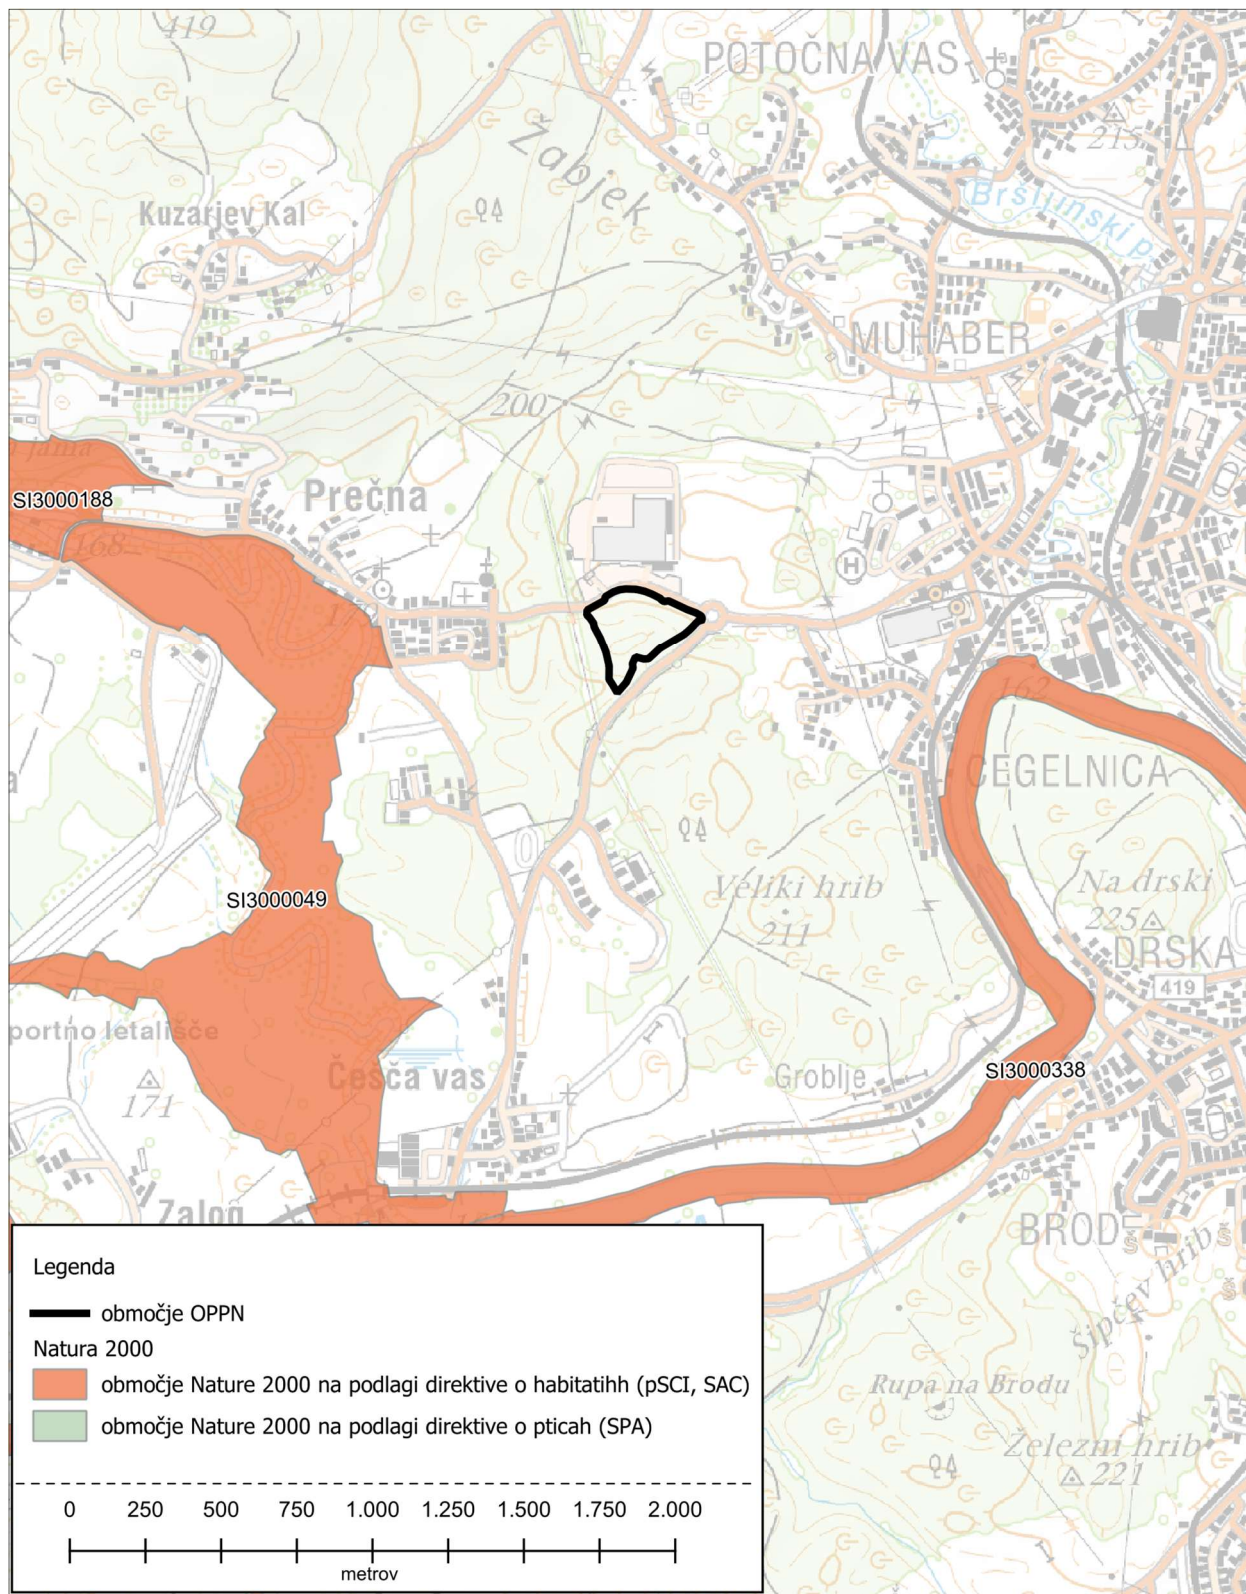 419
POTOČNA VAS
215
Žabjek
Bršljinski p.
Kuzarjev Kal
MUHABER
200
jama
SI3000188
Prečna
168
H
162
CEGELNICA
Veliki hrib
211
Na drski
225
SI3000049
DRSKA
419
portno letališče
SI3000338
Češča vas
Groblje
171
Zalog
BROD
Šipčev hrib
Rupa na Brodu
Železni hrib
221
Legenda
območje OPPN
Natura 2000
območje Nature 2000 na podlagi direktive o habitatihh (pSCI, SAC)
območje Nature 2000 na podlagi direktive o pticah (SPA)
0 250 500 750 1.000 1.250 1.500 1.750 2.000
metrov